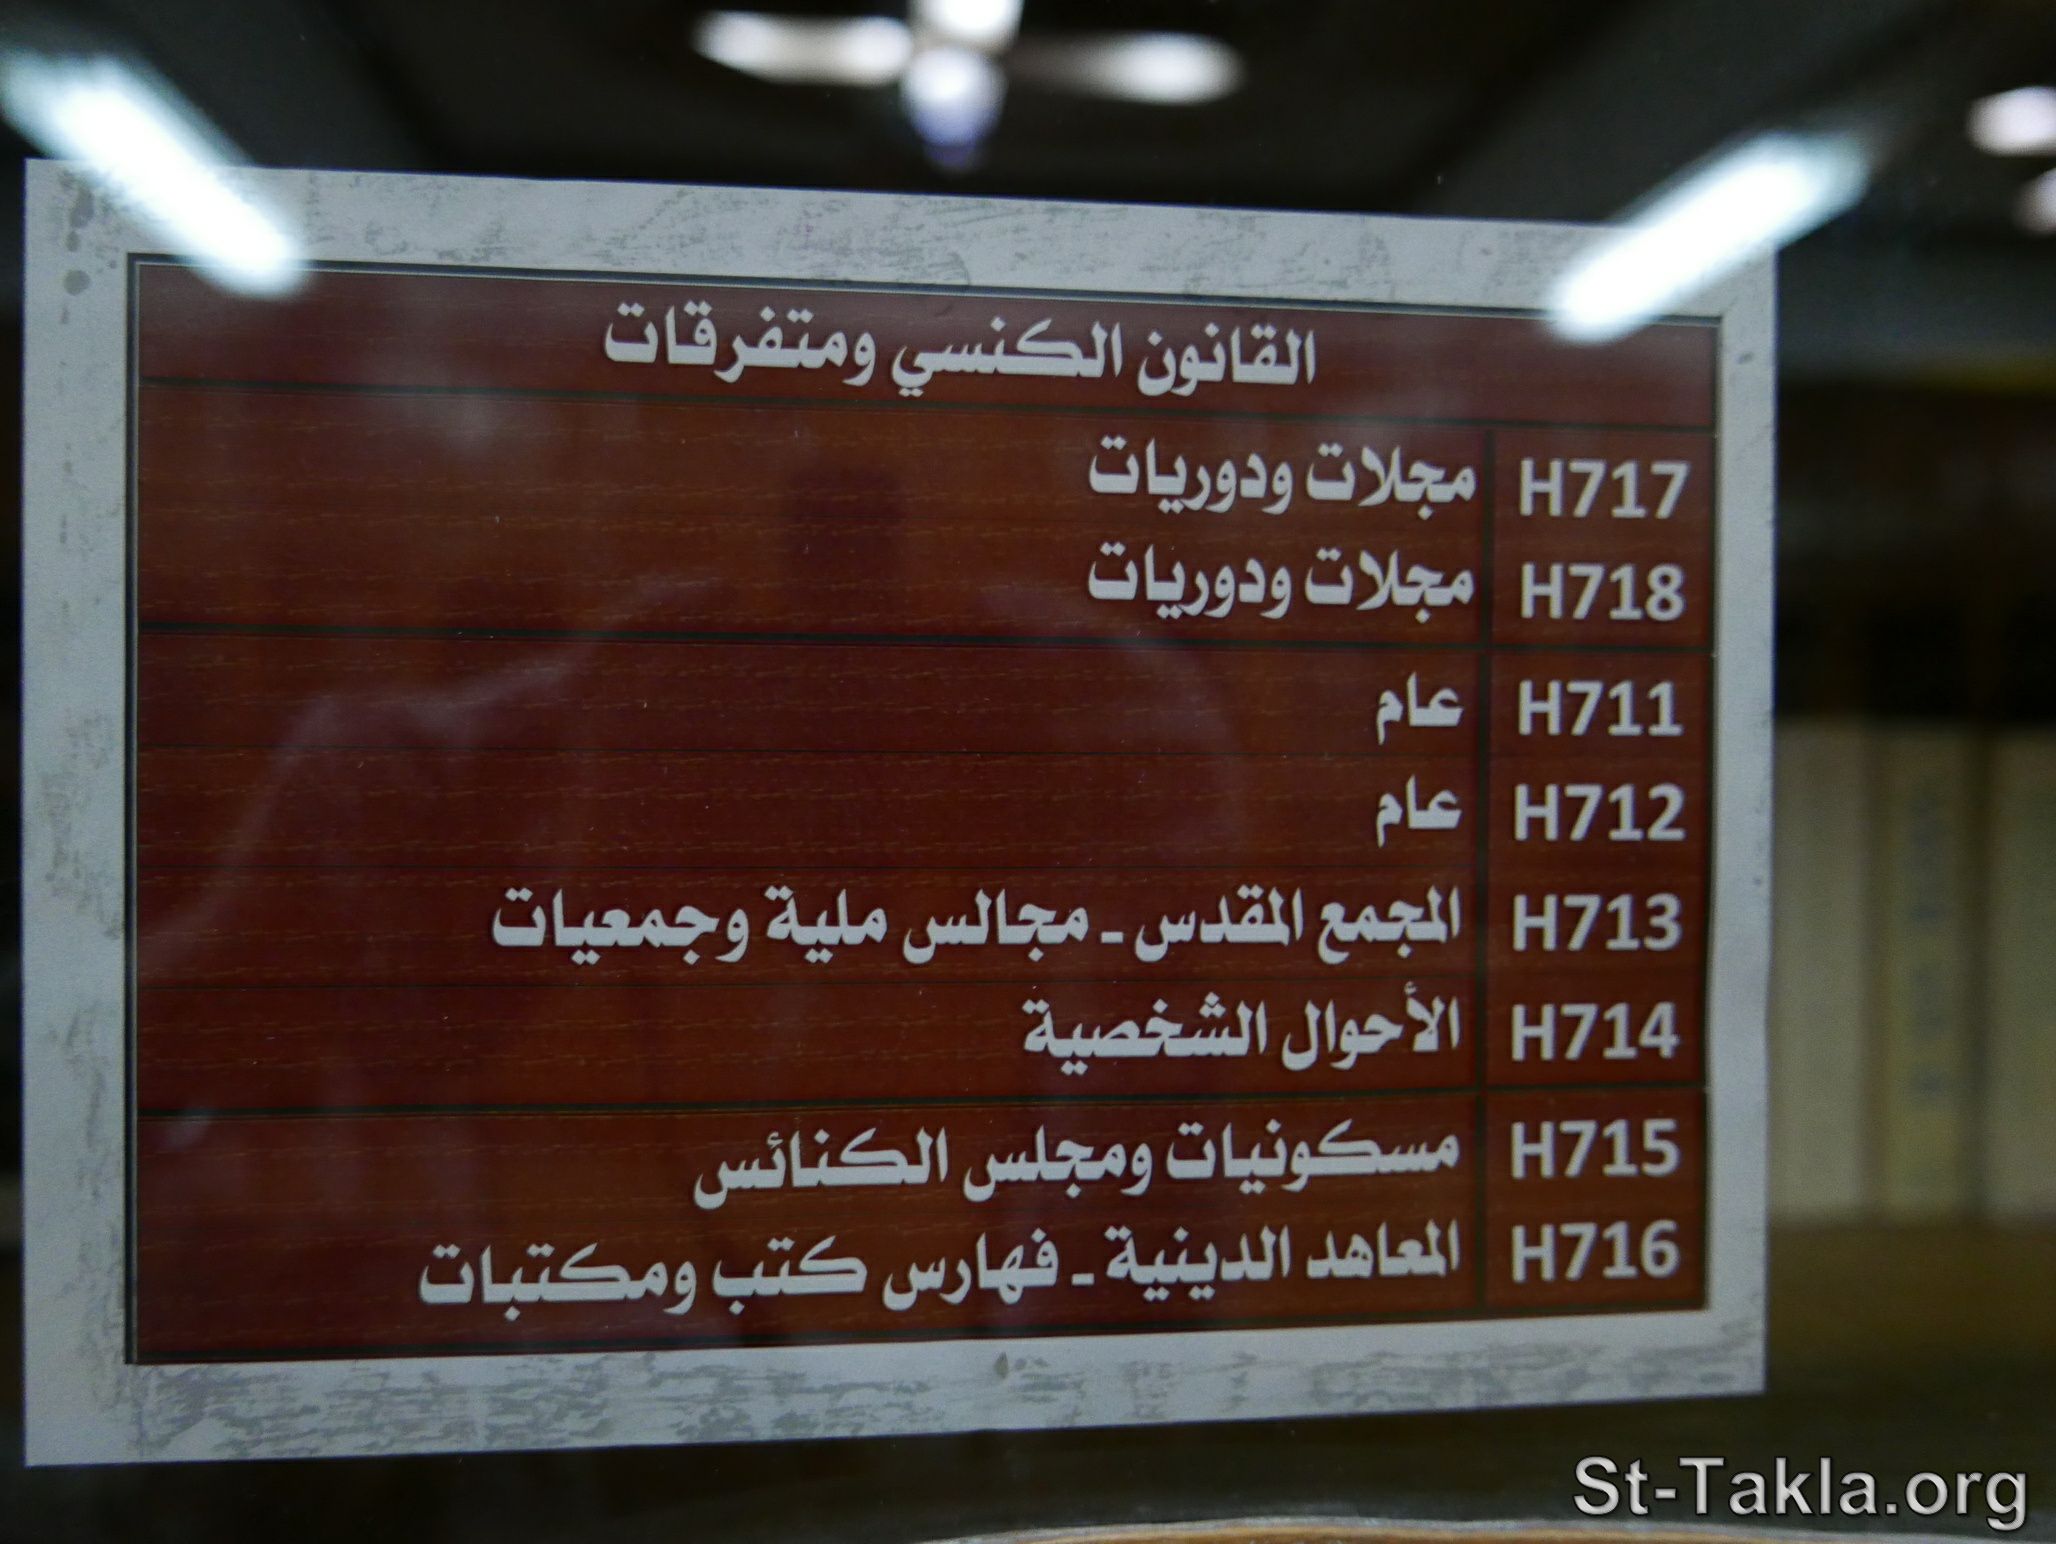 القانون الكنسي ومتفرقات
H717 مجلات ودوريات
H718 مجلات ودوريات
H711 عام
H712 عام
H713 المجمع المقدس - مجالس ملية وجمعيات
H714 الأحوال الشخصية
H715 مسكونيات ومجلس الكنائس
H716 المعاهد الدينية - فهارس كتب ومكتبات
St-Takla.org